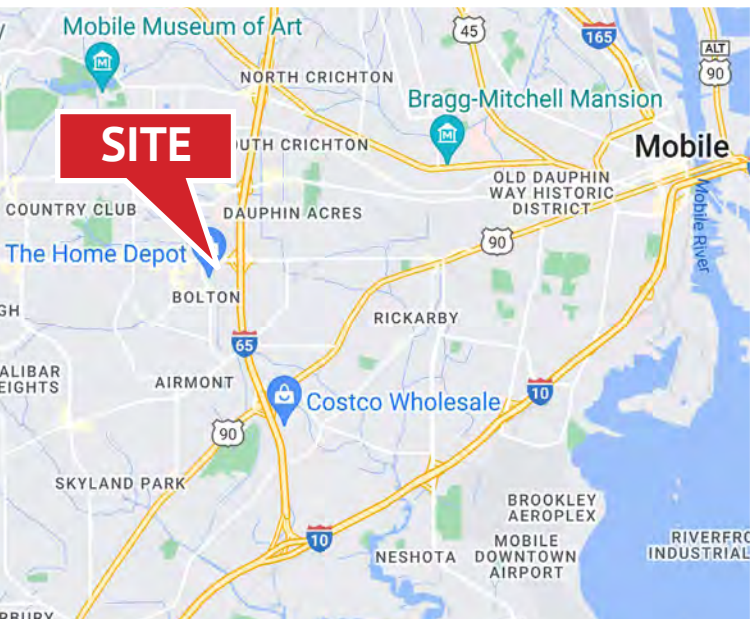 Mobile Museum of Art
45
165
ALT
90
NORTH CRICHTON
Bragg-Mitchell Mansion
SITE
OUTH CRICHTON
Mobile
OLD DAUPHIN
WAY HISTORIC
DISTRICT
COUNTRY CLUB
DAUPHIN ACRES
Mobile River
90
The Home Depot
BOLTON
GH
RICKARBY
65
ALIBAR
EIGHTS
AIRMONT
10
Costco Wholesale
90
SKYLAND PARK
BROOKLEY
AEROPLEX
10
NESHOTA
MOBILE
DOWNTOWN
AIRPORT
RIVERFRO
INDUSTRIAL